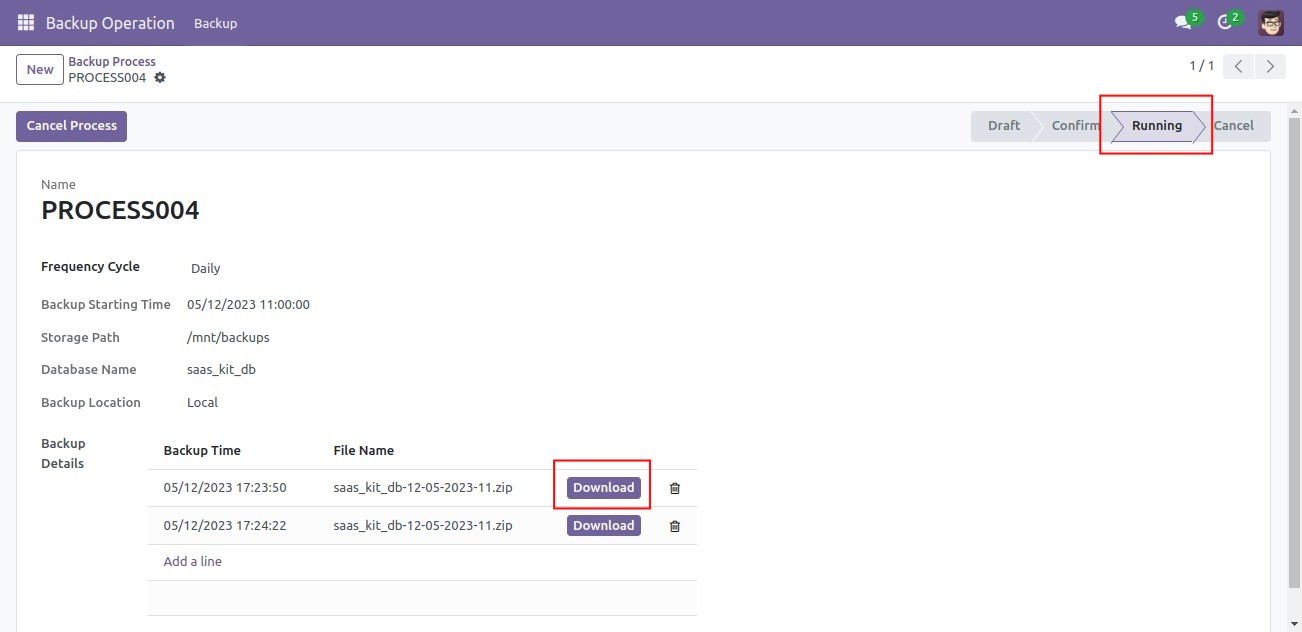 Backup Operation Backup 5 2
New Backup Process 1 / 1
PROCESS004
Cancel Process Draft Confirm Running Cancel
Name
PROCESS004
Frequency Cycle Daily
Backup Starting Time 05/12/2023 11:00:00
Storage Path /mnt/backups
Database Name saas_kit_db
Backup Location Local
Backup Details
Backup Time File Name
05/12/2023 17:23:50 saas_kit_db-12-05-2023-11.zip Download
05/12/2023 17:24:22 saas_kit_db-12-05-2023-11.zip Download
Add a line